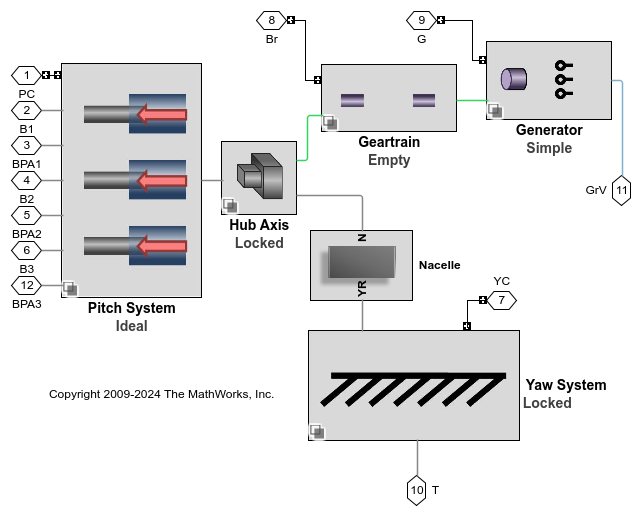 8
Br
9
G
1
PC
2
B1
3
BPA1
4
B2
5
BPA2
6
B3
12
BPA3
Pitch System
Ideal
Hub Axis
Locked
Geartrain
Empty
Generator
Simple
GrV 11
N
YR
Nacelle
YC
7
Yaw System
Locked
Copyright 2009-2024 The MathWorks, Inc.
10 T